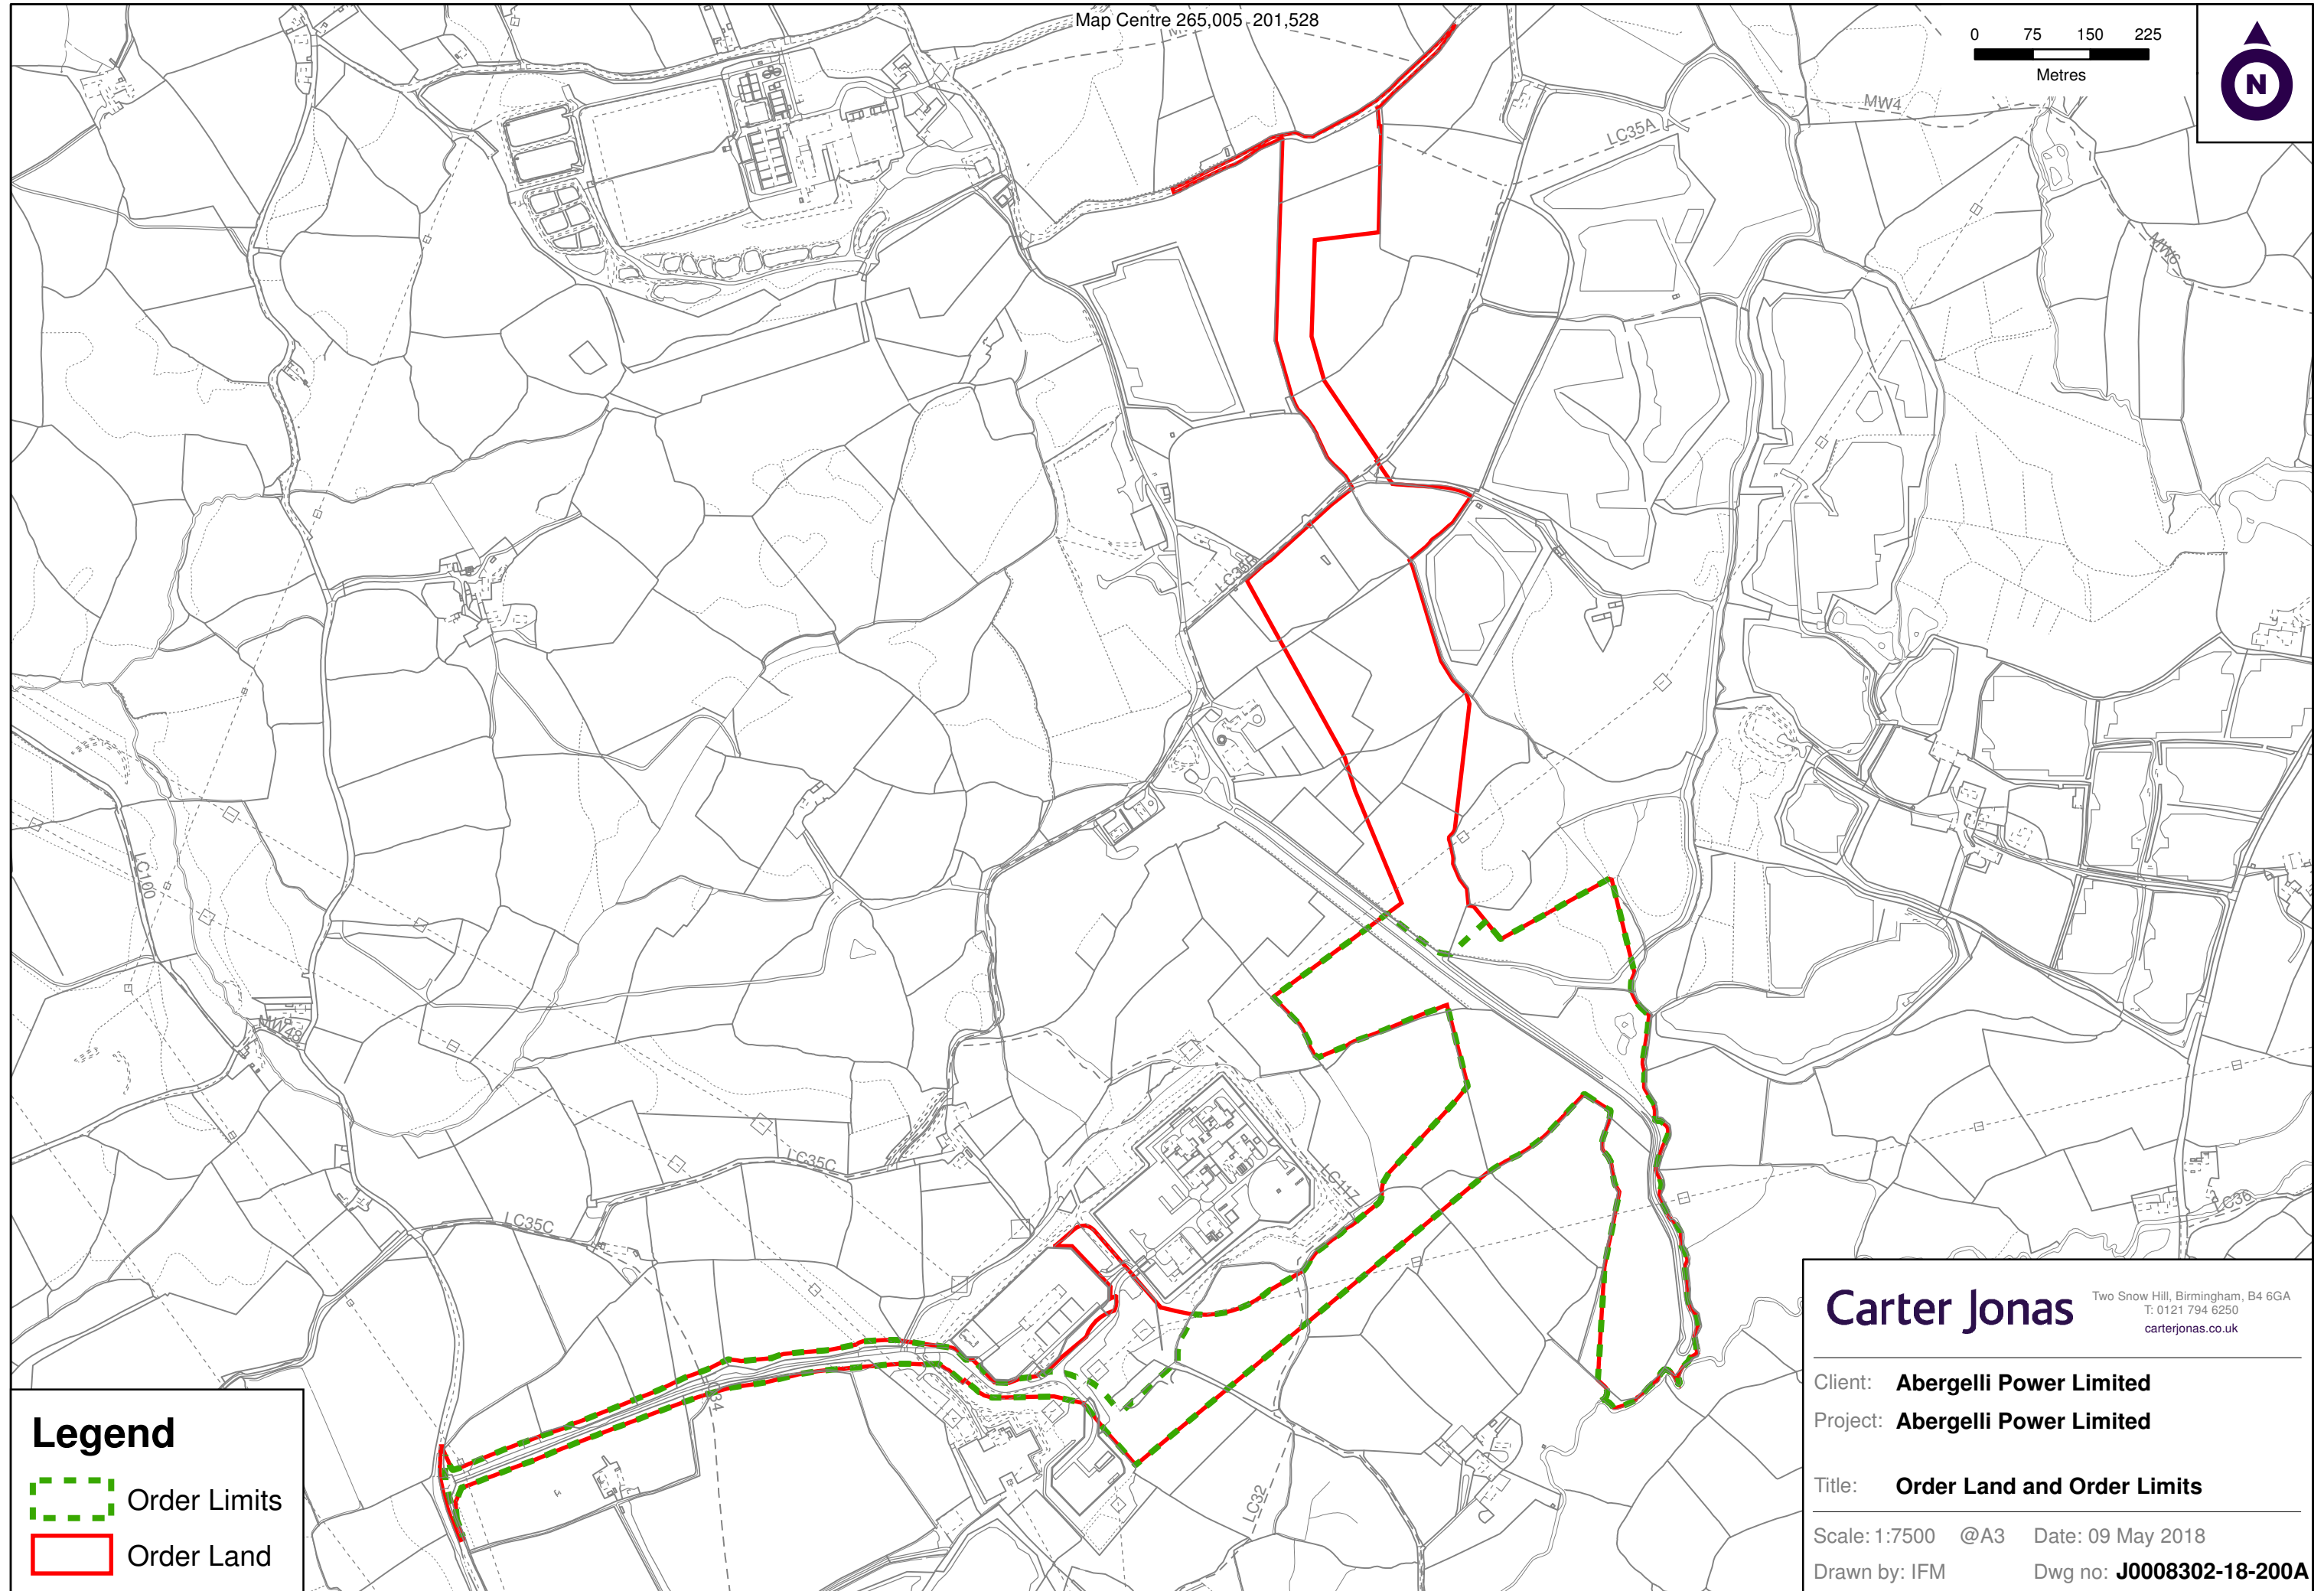 Map Centre 265,005 201,528
0 75 150 225
Metres
N
MW4
LC35A
MW6
LC35B
LC100
MW48
LC35C
LC117
LC35C
LC36
LC32
Legend
Order Limits
Order Land
Carter Jonas
Two Snow Hill, Birmingham, B4 6GA
T: 0121 794 6250
carterjonas.co.uk
Client: Abergelli Power Limited
Project: Abergelli Power Limited
Title: Order Land and Order Limits
Scale: 1:7500 @A3 Date: 09 May 2018
Drawn by: IFM Dwg no: J0008302-18-200A